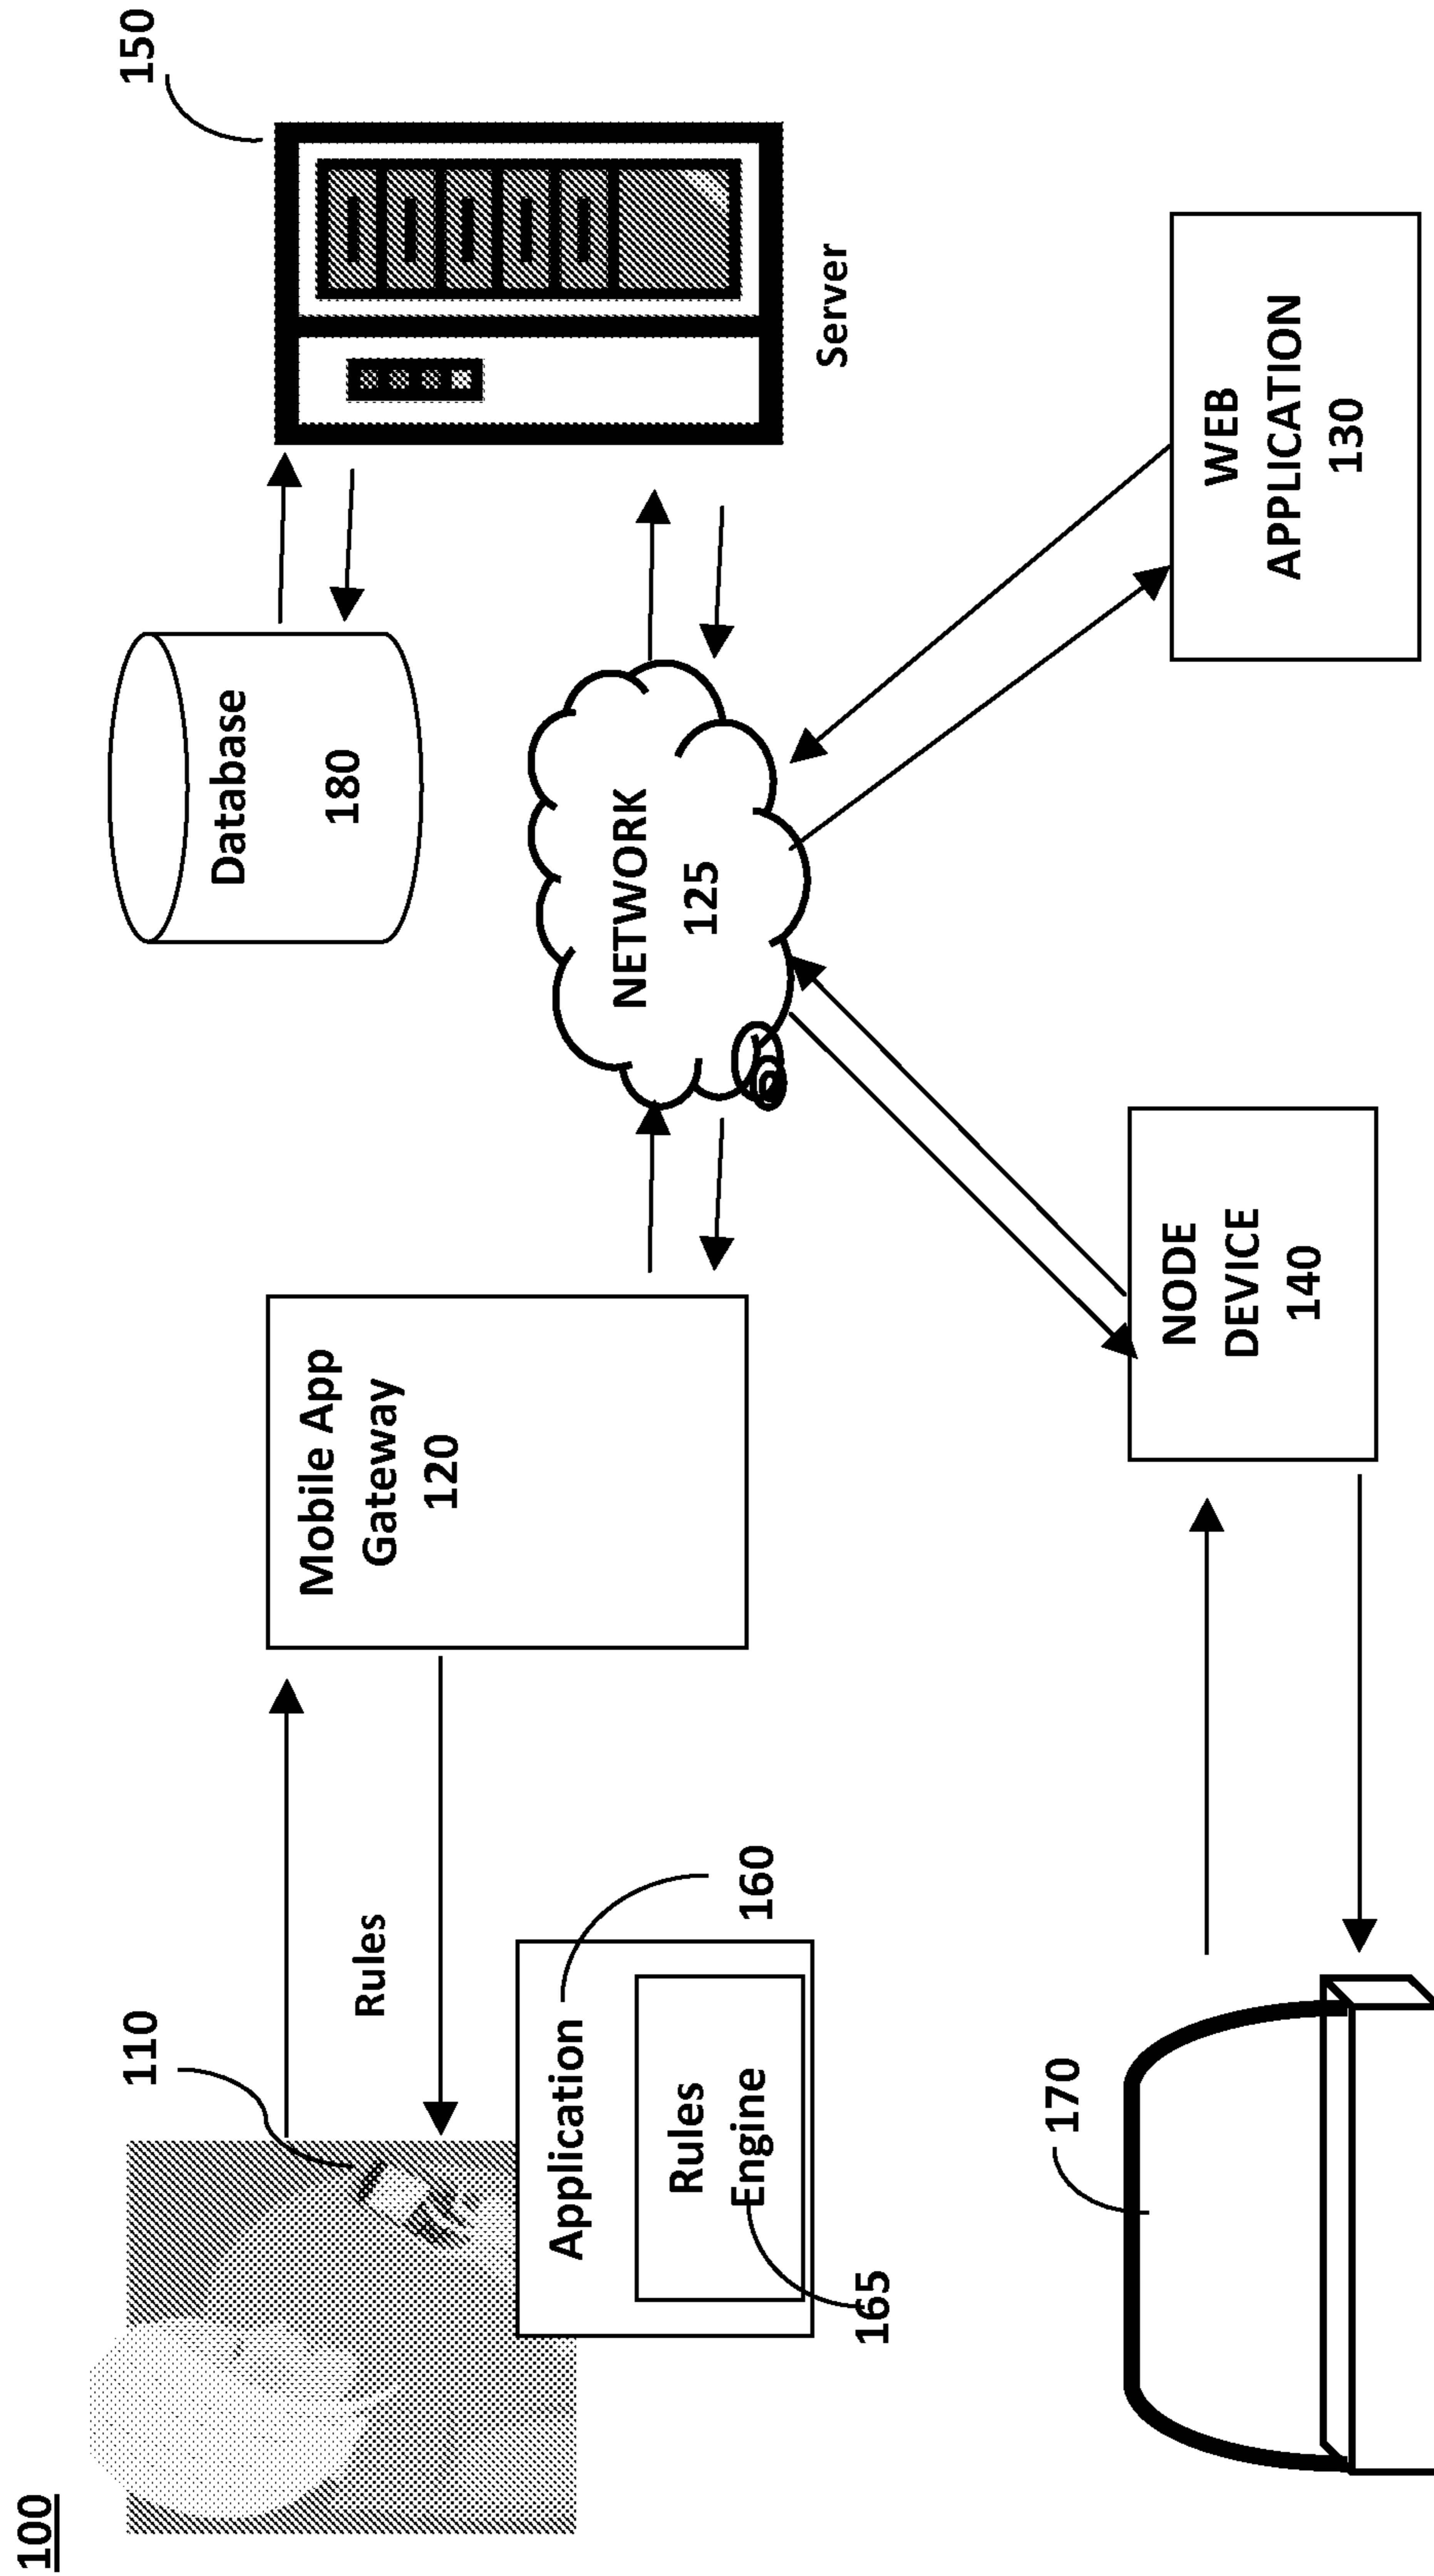 100
110
Rules
Application
160
Rules
Engine
165
Mobile App
Gateway
120
Database
180
150
Server
NETWORK
125
170
NODE
DEVICE
140
WEB
APPLICATION
130